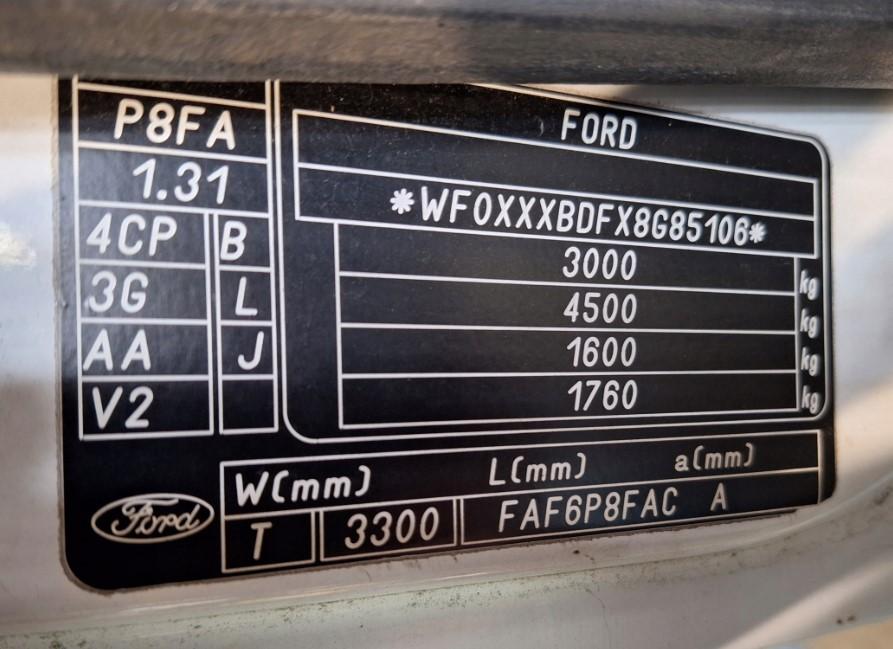 P8FA
1.31
4CP B
3G L
AA J
V2
FORD
*WF0XXXBDFX8G85106*
3000 kg
4500 kg
1600 kg
1760 kg
W(mm) L(mm) a(mm)
Ford
T 3300 FAF6P8FAC A